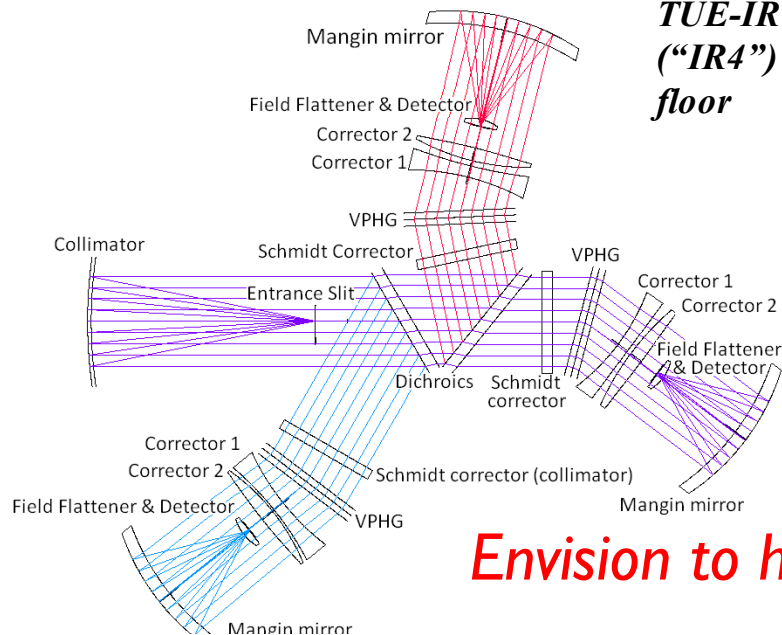 TUE-IR
(“IR4”)
floor
Mangin mirror
Field Flattener & Detector
Corrector 2
Corrector 1
VPHG
Collimator
Schmidt Corrector
VPHG
Entrance Slit
Corrector 1
Corrector 2
Field Flattener
& Detector
Dichroics
Schmidt
corrector
Corrector 1
Corrector 2
Schmidt corrector (collimator)
Field Flattener & Detector
VPHG
Mangin mirror
Envision to h
Mangin mirror